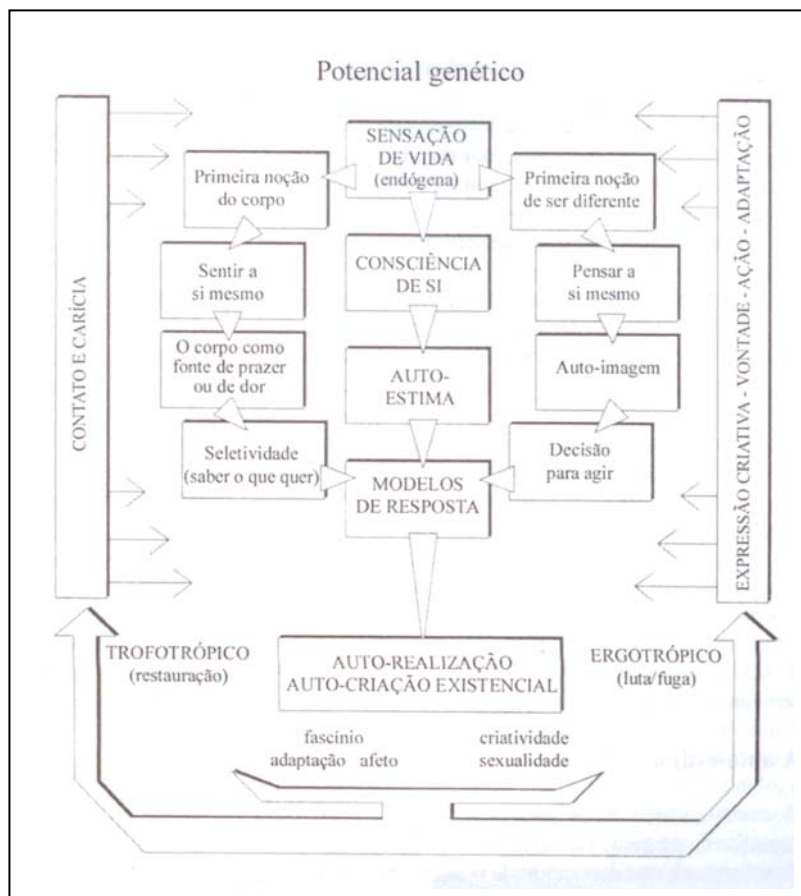 Potencial genético
CONTATO E CARÍCIA
EXPRESSÃO CRIATIVA - VONTADE - AÇÃO - ADAPTAÇÃO
SENSAÇÃO
DE VIDA
(endógena)
Primeira noção
do corpo
Primeira noção
de ser diferente
Sentir a
si mesmo
CONSCIÊNCIA
DE SI
Pensar a
si mesmo
O corpo como
fonte de prazer
ou de dor
AUTO-
ESTIMA
Auto-imagem
Seletividade
(saber o que quer)
MODELOS
DE RESPOSTA
Decisão
para agir
TROFOTRÓPICO
(restauração)
AUTO-REALIZAÇÃO
AUTO-CRIAÇÃO EXISTENCIAL
ERGOTRÓPICO
(luta/fuga)
fascínio
adaptação afeto
criatividade
sexualidade